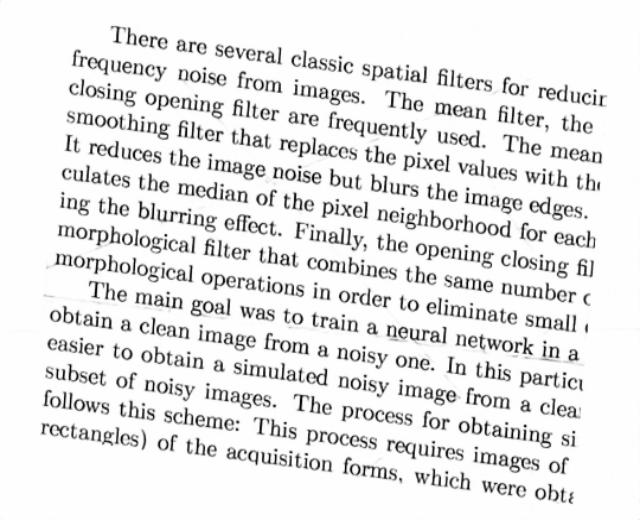 There are several classic spatial filters for reducin
frequency noise from images. The mean filter, the
closing opening filter are frequently used. The mean
smoothing filter that replaces the pixel values with the
It reduces the image noise but blurs the image edges.
culates the median of the pixel neighborhood for each
ing the blurring effect. Finally, the opening closing fil
morphological filter that combines the same number o
morphological operations in order to eliminate small
The main goal was to train a neural network in a
obtain a clean image from a noisy one. In this particu
easier to obtain a simulated noisy image from a clea
subset of noisy images. The process for obtaining si
follows this scheme: This process requires images of
rectangles) of the acquisition forms, which were obta